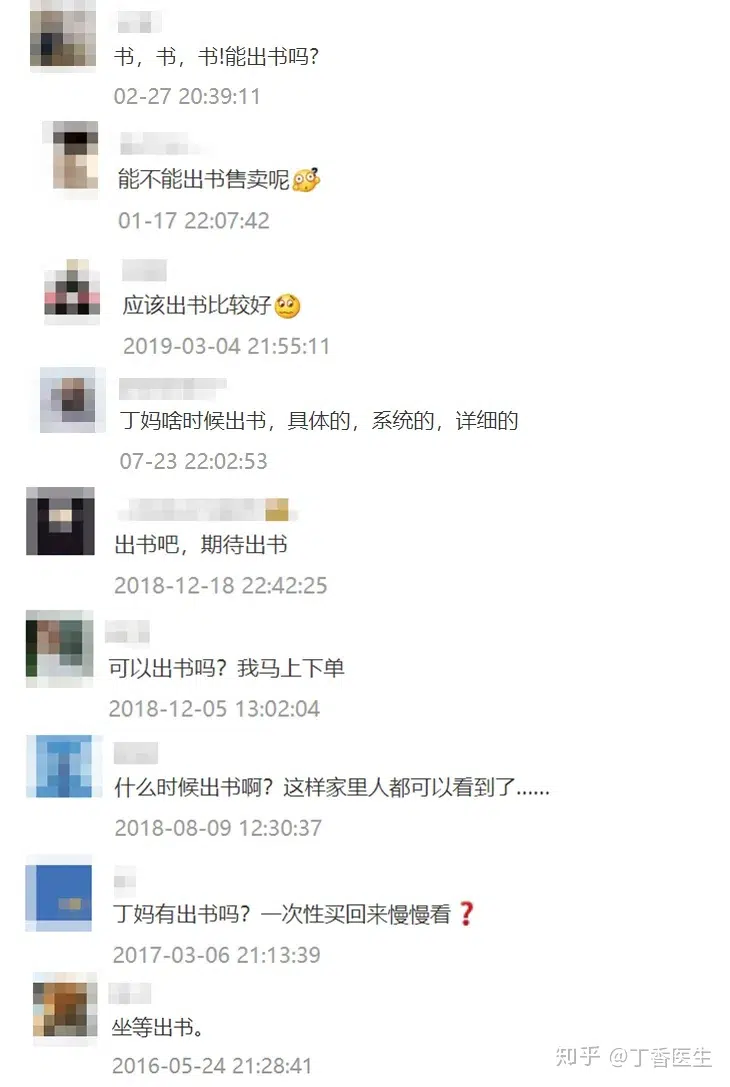 书，书，书!能出书吗?
02-27 20:39:11
能不能出书售卖呢
01-17 22:07:42
应该出书比较好
2019-03-04 21:55:11
丁妈啥时候出书，具体的，系统的，详细的
07-23 22:02:53
出书吧，期待出书
2018-12-18 22:42:25
可以出书吗？我马上下单
2018-12-05 13:02:04
什么时候出书啊？这样家里人都可以看到了......
2018-08-09 12:30:37
丁妈有出书吗？一次性买回来慢慢看❓
2017-03-06 21:13:39
坐等出书。
2016-05-24 21:28:41
知乎 @丁香医生